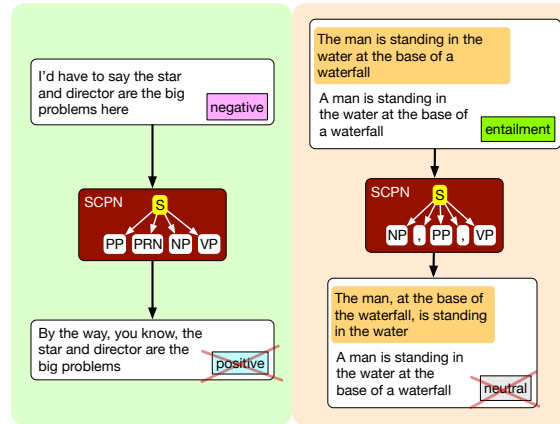 I'd have to say the star
and director are the big
problems here
negative
SCPN
S
PP PRN NP VP
By the way, you know, the
star and director are the
big problems
positive
The man is standing in the
water at the base of a
waterfall
A man is standing in
the water at the base of
a waterfall
entailment
SCPN
S
NP , PP , VP
The man, at the base of
the waterfall, is standing
in the water
A man is standing in
the water at the
base of a waterfall
neutral